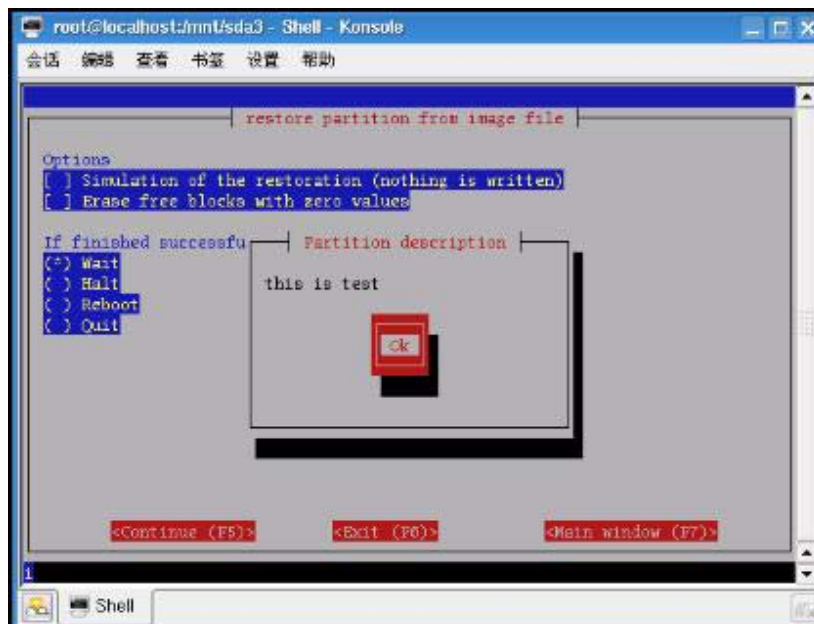 root@localhost:/mnt/sda3 - Shell - Konsole
会话 编辑 查看 书签 设置 帮助
restore partition from image file
Options
[ ] Simulation of the restoration (nothing is written)
[ ] Erase free blocks with zero values
If finished successfu
Partition description
(*) Wait
( ) Halt
this is test
( ) Reboot
( ) Quit
Ok
<Continue (F5)>
<Exit (F6)>
<Main window (F7)>
i
Shell